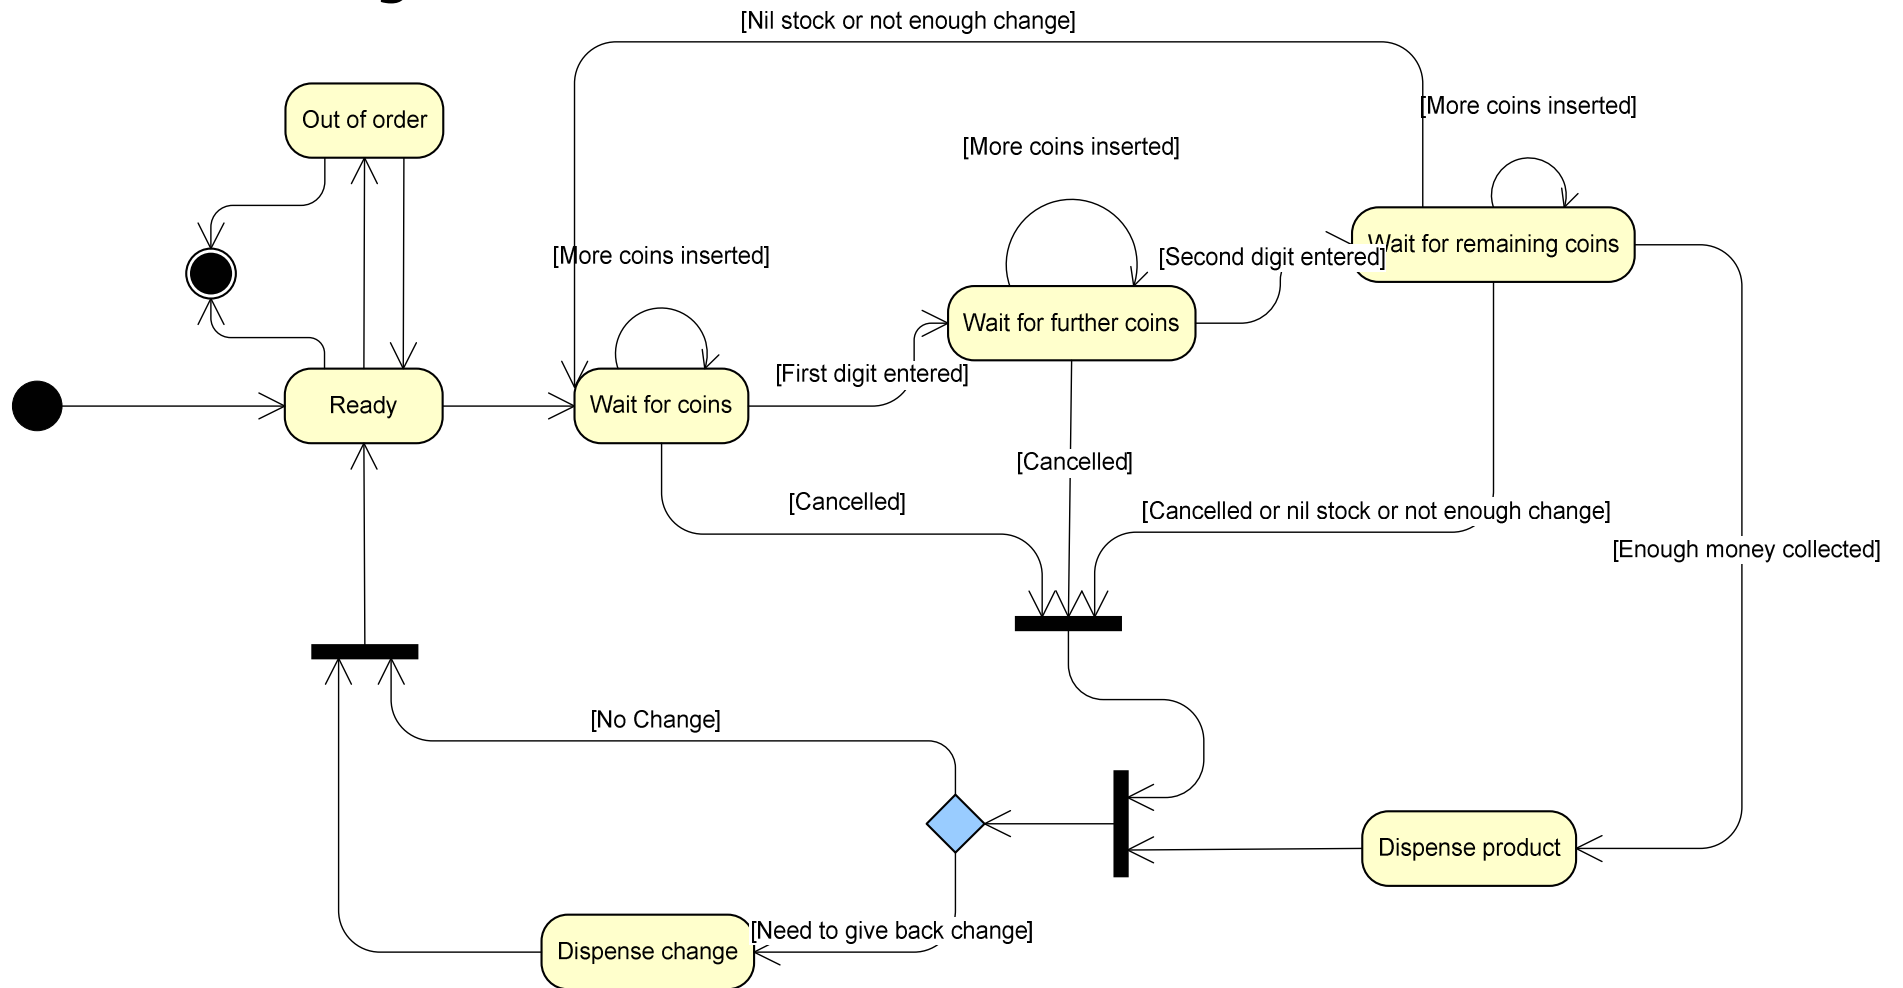 [Nil stock or not enough change]
Out of order
[More coins inserted]
[More coins inserted]
[More coins inserted]
[Second digit entered]
Wait for remaining coins
Wait for further coins
[First digit entered]
Ready
Wait for coins
[Cancelled]
[Cancelled]
[Cancelled or nil stock or not enough change]
[Enough money collected]
[No Change]
Dispense product
[Need to give back change]
Dispense change